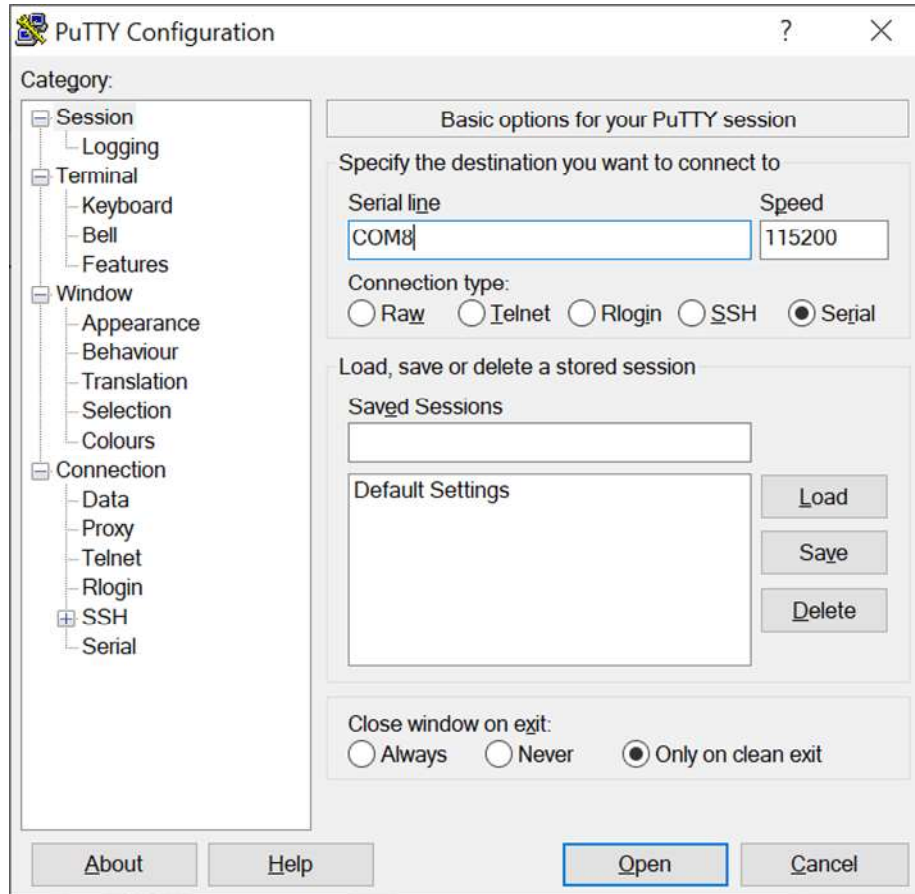 PuTTY Configuration
?
Category:
Session
Logging
Terminal
Keyboard
Bell
Features
Window
Appearance
Behaviour
Translation
Selection
Colours
Connection
Data
Proxy
Telnet
Rlogin
SSH
Serial
Basic options for your PuTTY session
Specify the destination you want to connect to
Serial line Speed
COM8 115200
Connection type:
Raw Telnet Rlogin SSH Serial
Load, save or delete a stored session
Saved Sessions
Default Settings
Load
Save
Delete
Close window on exit:
Always Never Only on clean exit
About Help Open Cancel